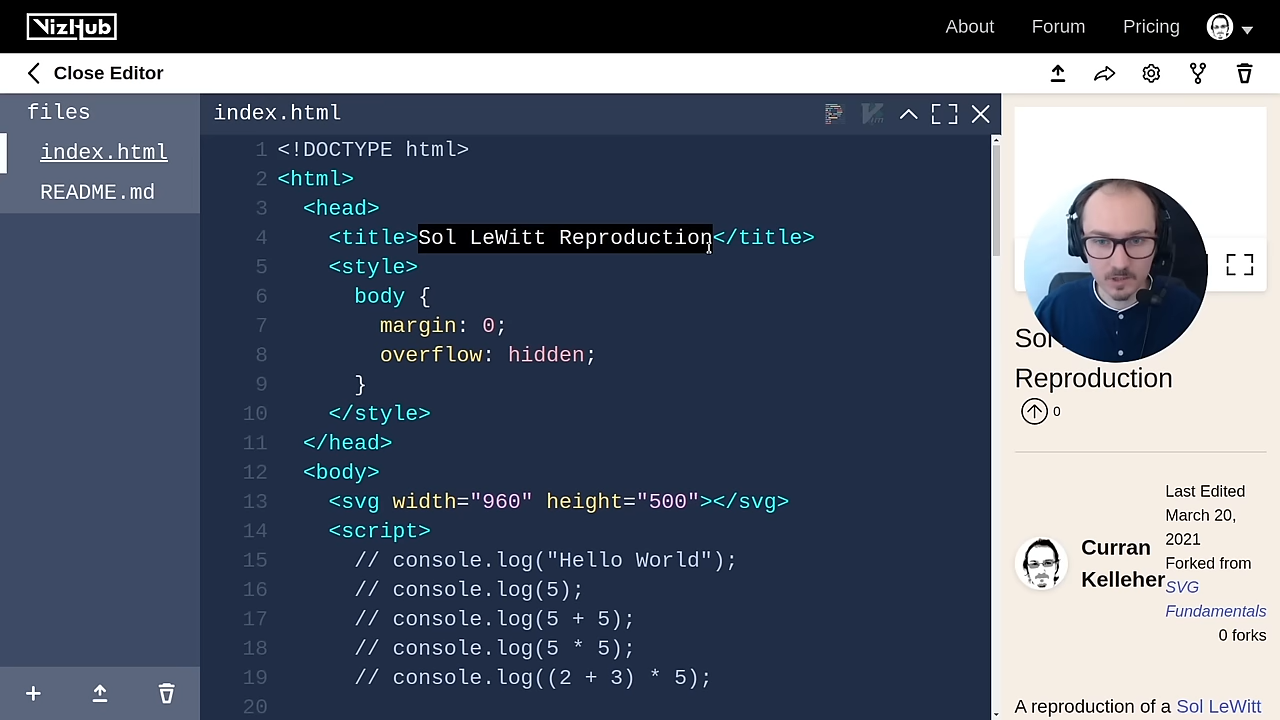 VizHub
About Forum Pricing
Close Editor
files
index.html
README.md
index.html
1 <!DOCTYPE html>
2 <html>
3 <head>
4 <title>Sol LeWitt Reproduction</title>
5 <style>
6 body {
7 margin: 0;
8 overflow: hidden;
9 }
10 </style>
11 </head>
12 <body>
13 <svg width="960" height="500"></svg>
14 <script>
15 // console.log("Hello World");
16 // console.log(5);
17 // console.log(5 + 5);
18 // console.log(5 * 5);
19 // console.log((2 + 3) * 5);
20
Sol
Reproduction
0
Curran
Kelleher
Last Edited
March 20,
2021
Forked from
SVG
Fundamentals
0 forks
A reproduction of a Sol LeWitt